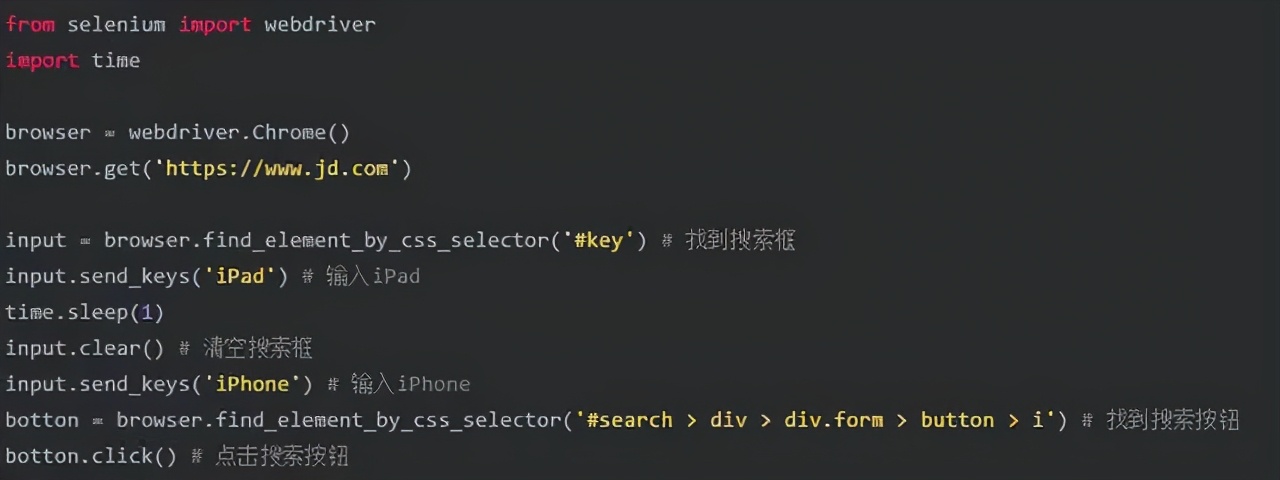 from selenium import webdriver
import time
browser = webdriver.Chrome()
browser.get('https://www.jd.com')
input = browser.find_element_by_css_selector('#key') # 找到搜索框
input.send_keys('iPad') # 输入iPad
time.sleep(1)
input.clear() # 清空搜索框
input.send_keys('iPhone') # 输入iPhone
botton = browser.find_element_by_css_selector('#search > div > div.form > button > i') # 找到搜索按钮
botton.click() # 点击搜索按钮